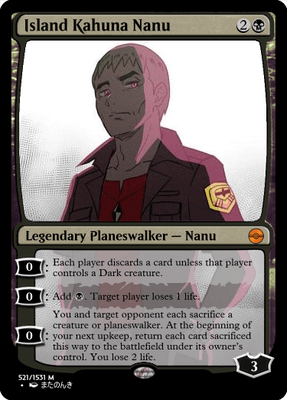 Island Kahuna Nanu 2
Legendary Planeswalker — Nanu
0: Each player discards a card unless that player
controls a Dark creature.
0: Add . Target player loses 1 life.
0: You and target opponent each sacrifice a
creature or planeswalker. At the beginning of
your next upkeep, return each card sacrificed
this way to the battlefield under its owner's
control. You lose 2 life.
3
521/1531 M
• またのんき